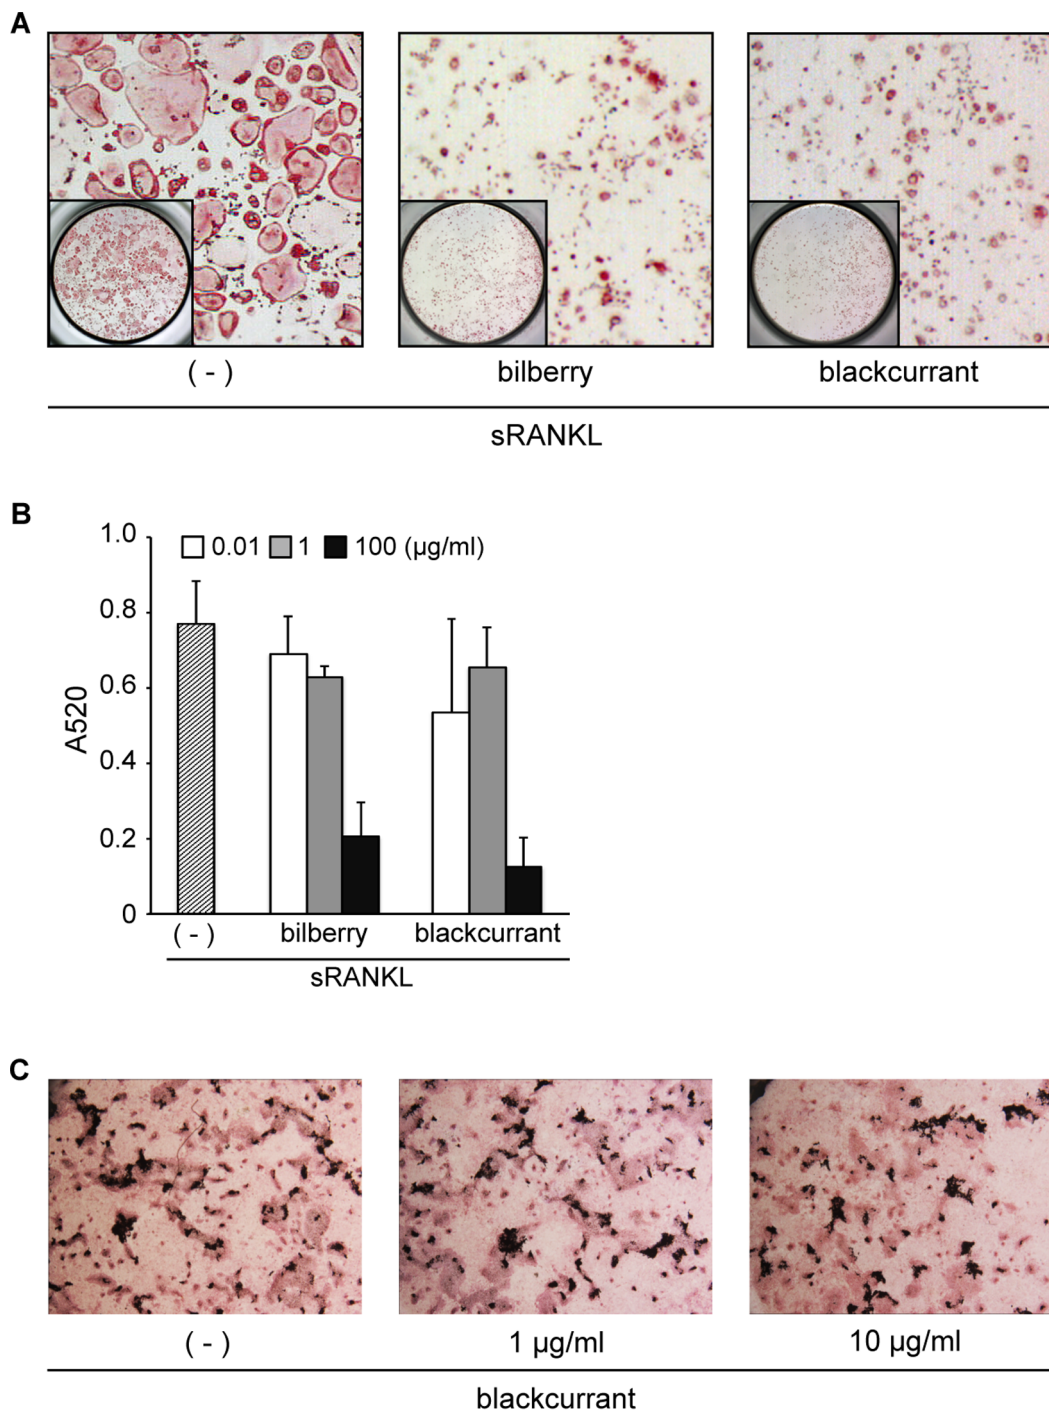 A
( - )
bilberry
blackcurrant
sRANKL
B
1.0
0.8
0.6
0.4
0.2
0
A520
0.01
1
100 (µg/ml)
( - )
bilberry
blackcurrant
sRANKL
C
( - )
1 µg/ml
10 µg/ml
blackcurrant